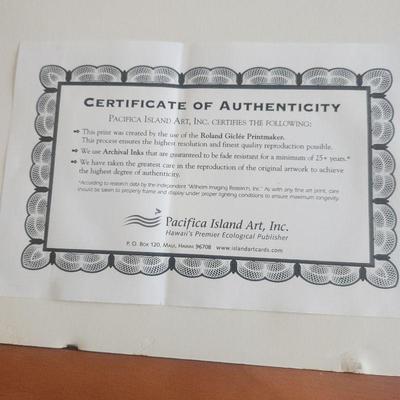 CERTIFICATE OF AUTHENTICITY
PACIFICA ISLAND ART, INC. CERTIFIES THE FOLLOWING:
➠ This print was created by the use of the Roland Giclée Printmaker.
This process ensures the highest resolution and finest quality reproduction possible.
➠ We use Archival Inks that are guaranteed to be fade resistant for a minimum of 25+ years.*
➠ We have taken the greatest care in the reproduction of the original artwork to achieve
the highest degree of authenticity.
*According to research data by the independent "Wilhelm Imaging Research, Inc." As with any fine art print, care
should be taken to properly frame and display under proper lighting conditions to ensure maximum longevity.
Pacifica Island Art, Inc.
Hawaii's Premier Ecological Publisher
P. O. BOX 120, MAUI, HAWAII 96708 www.islandartcards.com